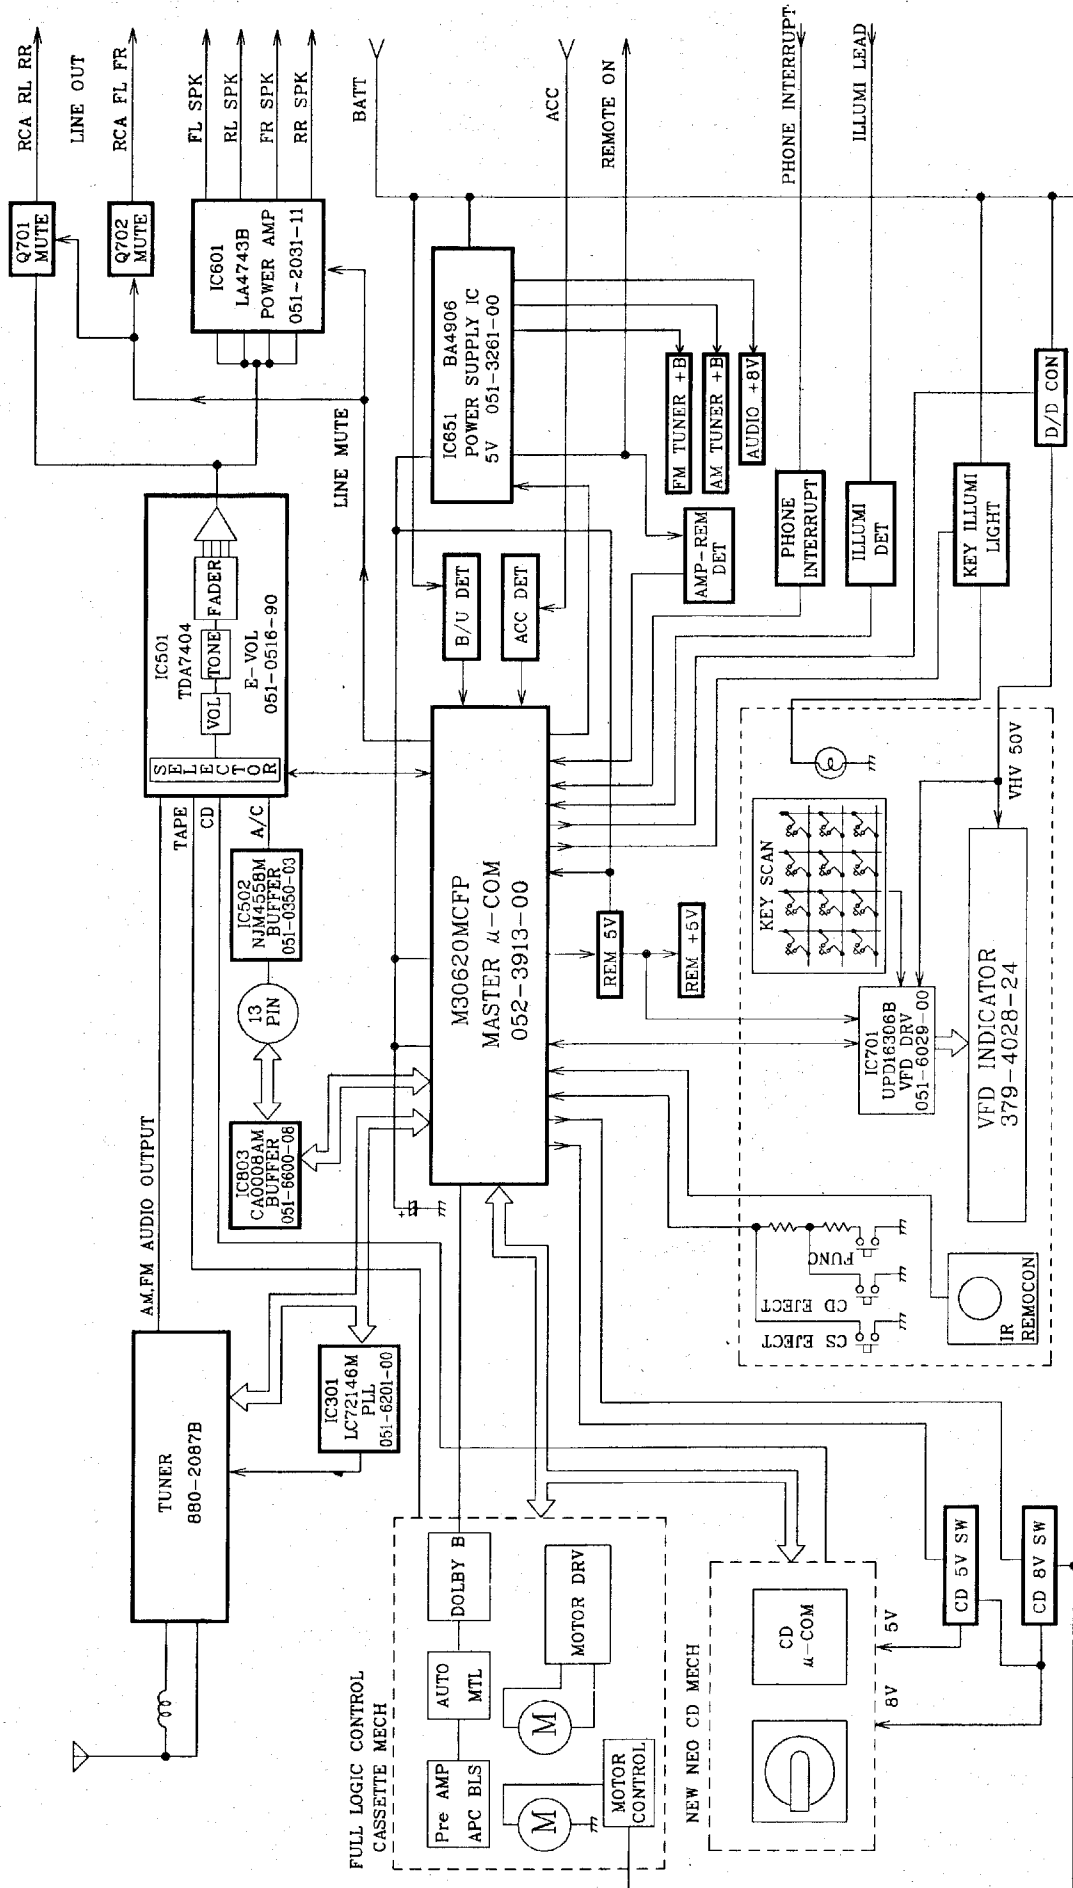 RCA RL RR
LINE OUT
RCA FL FR
FL SPK
RL SPK
FR SPK
RR SPK
BATT
ACC
REMOTE ON
PHONE INTERRUPT
ILLUMI LEAD
Q701
MUTE
Q702
MUTE
IC601
LA4743B
POWER AMP
051-2031-11
LINE MUTE
IC651 BA4906
POWER SUPPLY IC
5V 051-3261-00
FM TUNER +B
AM TUNER +B
AUDIO +8V
PHONE
INTERRUPT
ILLUMI
DET
KEY ILLUMI
LIGHT
D/D CON
AMP-REM
DET
B/U DET
ACC DET
IC501
TDA7404
SELECTOR
VOL
TONE
FADER
E-VOL
051-0516-90
TAPE
CD
A/C
IC502
NJM4558M
BUFFER
051-0350-03
13
PIN
IC803
CA0008AM
BUFFER
051-6600-08
AM,FM AUDIO OUTPUT
M30620MCFP
MASTER μ-COM
052-3913-00
REM 5V
REM +5V
KEY SCAN
VHV 50V
IC701
UPD16306B
VFD DRV
051-6029-00
VFD INDICATOR
379-4028-24
FUNC
CD EJECT
CS EJECT
IR
REMOCON
TUNER
880-2087B
IC301
LC72146M
PLL
051-6201-00
FULL LOGIC CONTROL
CASSETTE MECH
Pre AMP
APC BLS
AUTO
MTL
DOLBY B
M
M
MOTOR DRV
MOTOR
CONTROL
NEW NEO CD MECH
CD
μ-COM
5V
8V
CD 5V SW
CD 8V SW